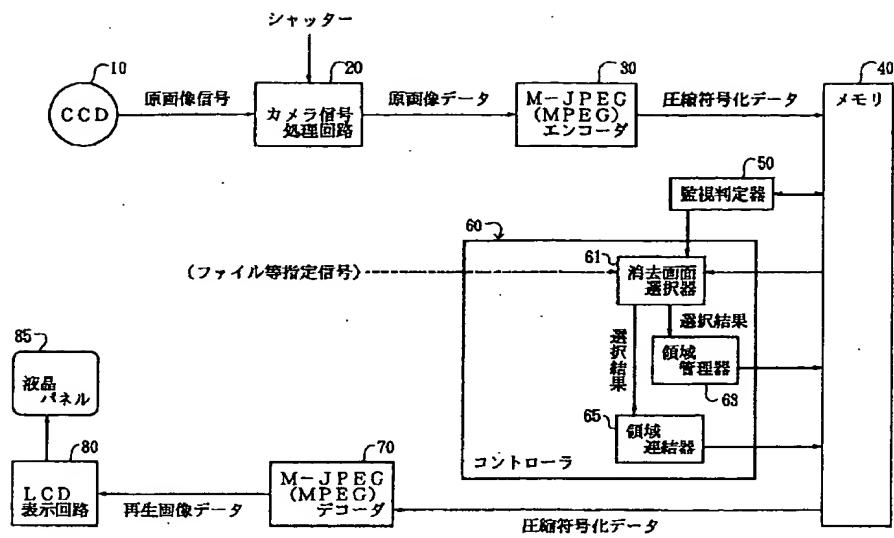 シャッター
10
20
30
40
CCD
原画像信号
カメラ信号
処理回路
原画像データ
M-JPEG
(MPEG)
エンコーダ
圧縮符号化データ
メモリ
50
監視判定器
60
61
(ファイル等指定信号)
消去画面
選択器
選択結果
選択結果
領域
管理器
63
65
領域
連結器
コントローラ
85
液晶
パネル
80
LCD
表示回路
再生画像データ
70
M-JPEG
(MPEG)
デコーダ
圧縮符号化データ